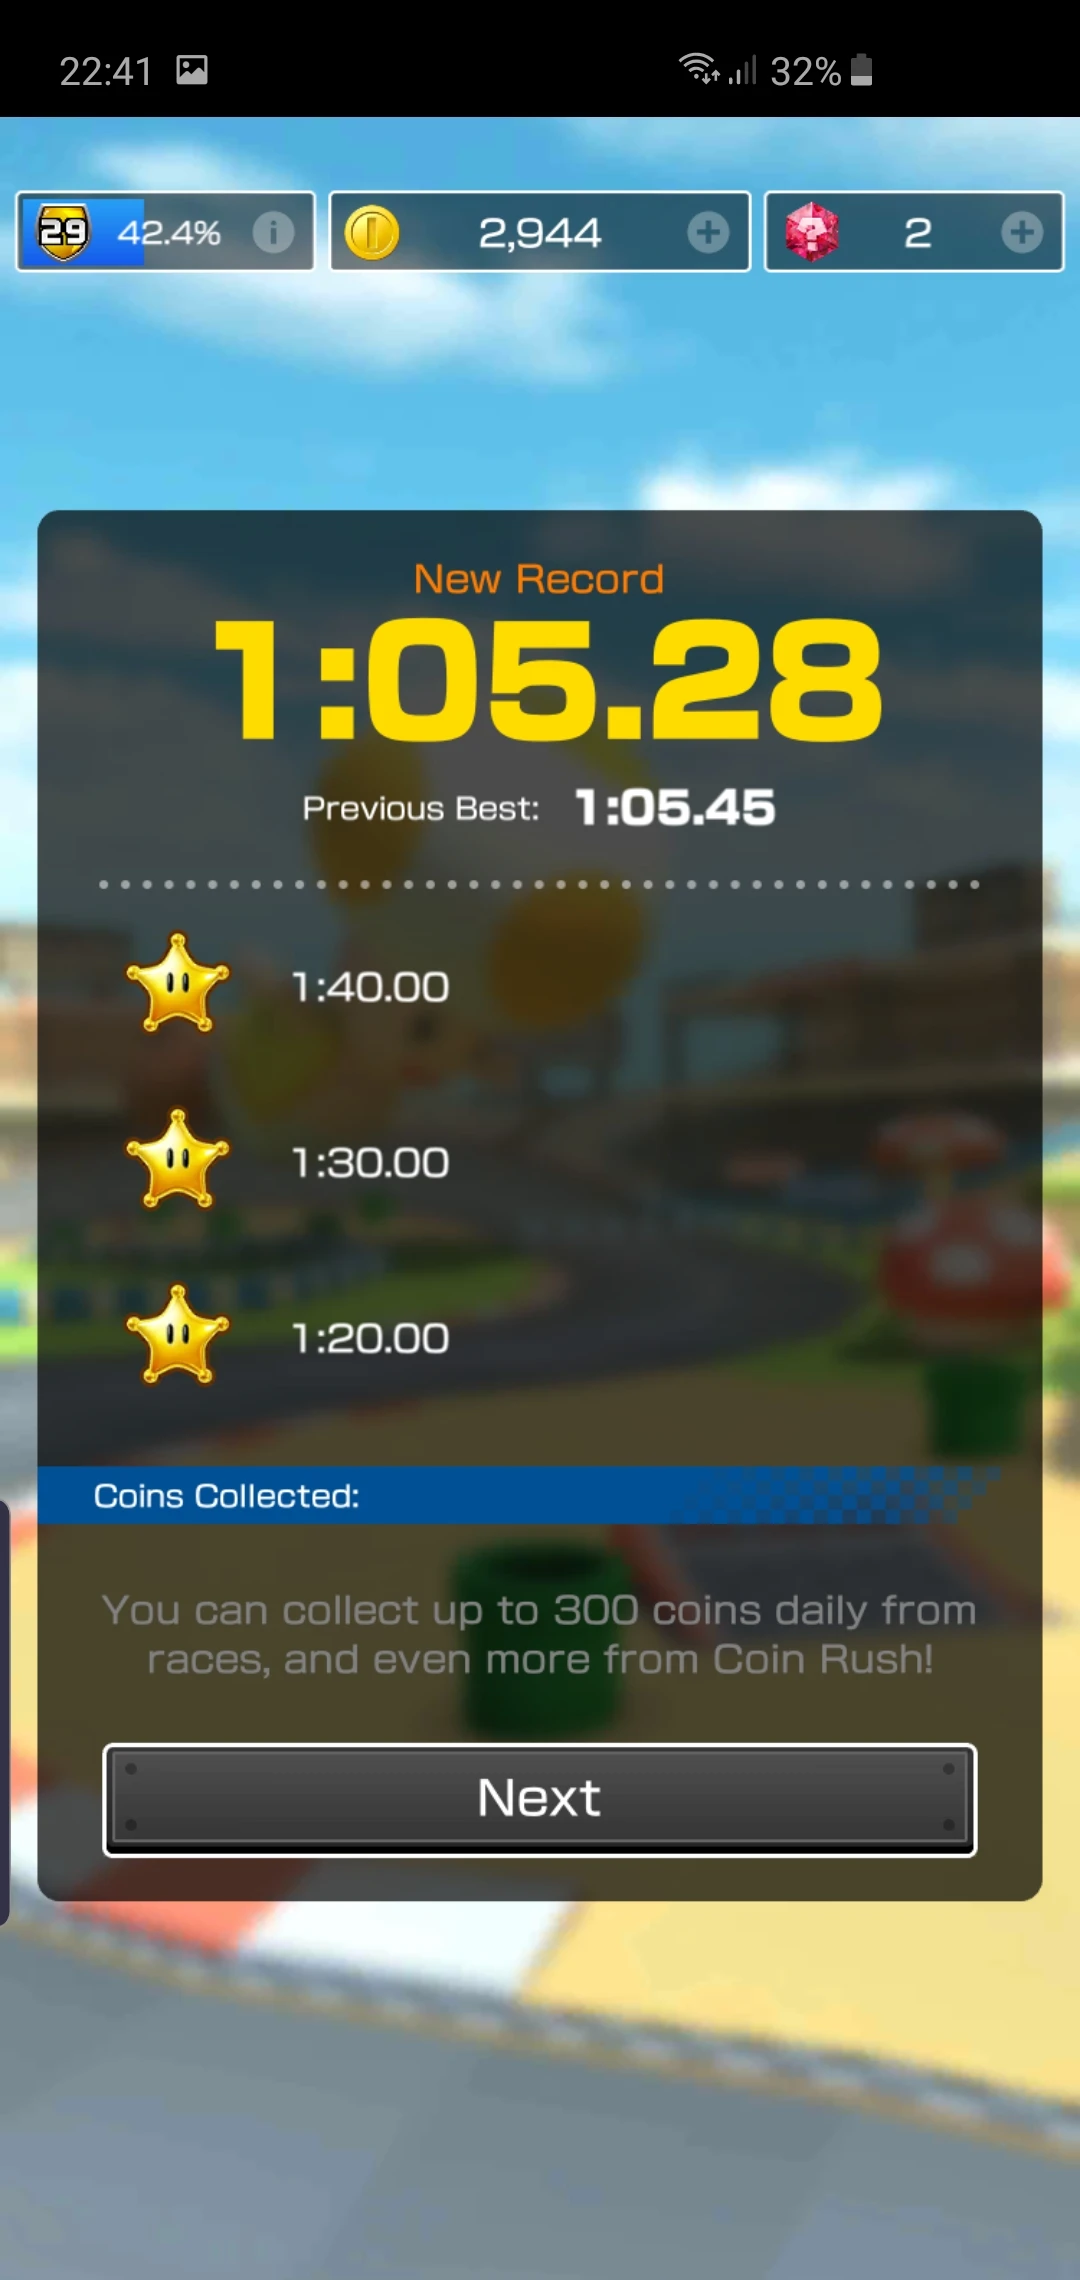 22:41 32%
29 42.4% 2,944 2
New Record
1:05.28
Previous Best: 1:05.45
1:40.00
1:30.00
1:20.00
Coins Collected:
You can collect up to 300 coins daily from
races, and even more from Coin Rush!
Next